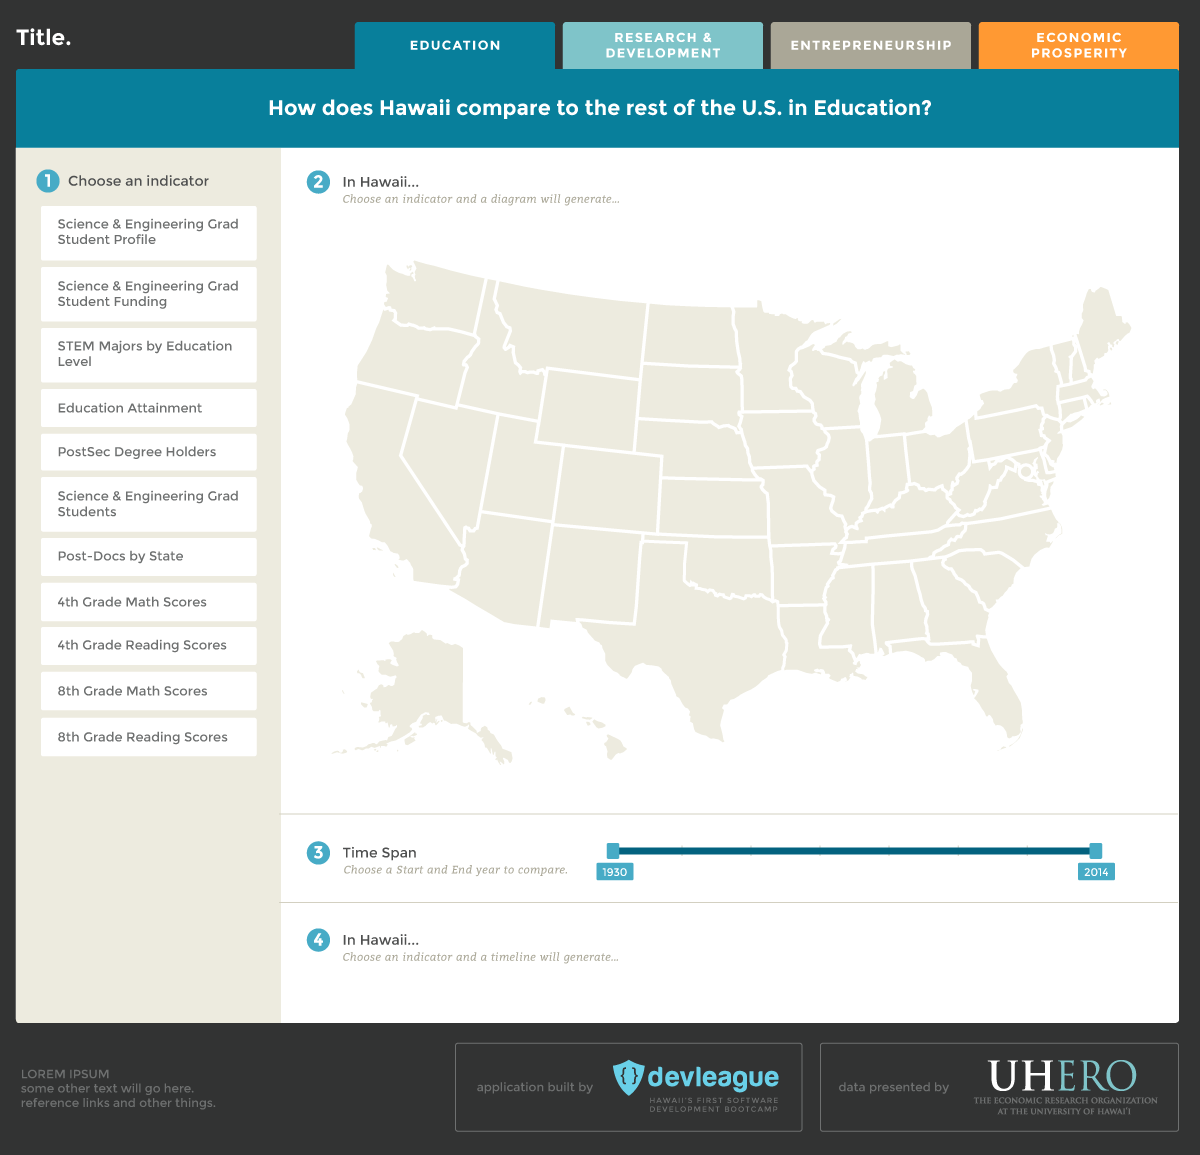 Title.
EDUCATION
RESEARCH &
DEVELOPMENT
ENTREPRENEURSHIP
ECONOMIC
PROSPERITY
How does Hawaii compare to the rest of the U.S. in Education?
1 Choose an indicator
Science & Engineering Grad
Student Profile
Science & Engineering Grad
Student Funding
STEM Majors by Education
Level
Education Attainment
PostSec Degree Holders
Science & Engineering Grad
Students
Post-Docs by State
4th Grade Math Scores
4th Grade Reading Scores
8th Grade Math Scores
8th Grade Reading Scores
2 In Hawaii...
Choose an indicator and a diagram will generate...
3 Time Span
Choose a Start and End year to compare.
1930
2014
4 In Hawaii...
Choose an indicator and a timeline will generate...
LOREM IPSUM
some other text will go here.
reference links and other things.
application built by
{} devleague
HAWAII'S FIRST SOFTWARE
DEVELOPMENT BOOTCAMP
data presented by
UHERO
THE ECONOMIC RESEARCH ORGANIZATION
AT THE UNIVERSITY OF HAWAI'I